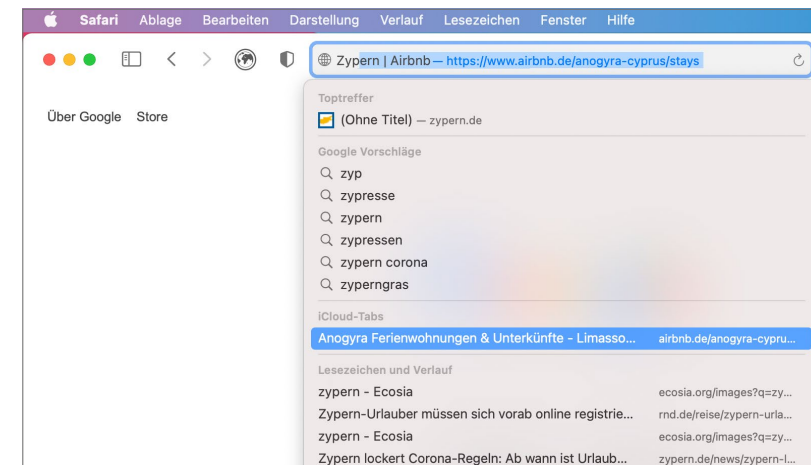 Safari Ablage Bearbeiten Darstellung Verlauf Lesezeichen Fenster Hilfe
Zypern | Airbnb — https://www.airbnb.de/anogyra-cyprus/stays
Über Google Store
Toptreffer
(Ohne Titel) — zypern.de
Google Vorschläge
zyp
zypresse
zypern
zypressen
zypern corona
zyperngras
iCloud-Tabs
Anogyra Ferienwohnungen & Unterkünfte - Limasso... airbnb.de/anogyra-cypru...
Lesezeichen und Verlauf
zypern - Ecosia ecosia.org/images?q=zy...
Zypern-Urlauber müssen sich vorab online registrie... rnd.de/reise/zypern-urla...
zypern - Ecosia ecosia.org/images?q=zy...
Zypern lockert Corona-Regeln: Ab wann ist Urlaub... zypern.de/news/zypern-l...